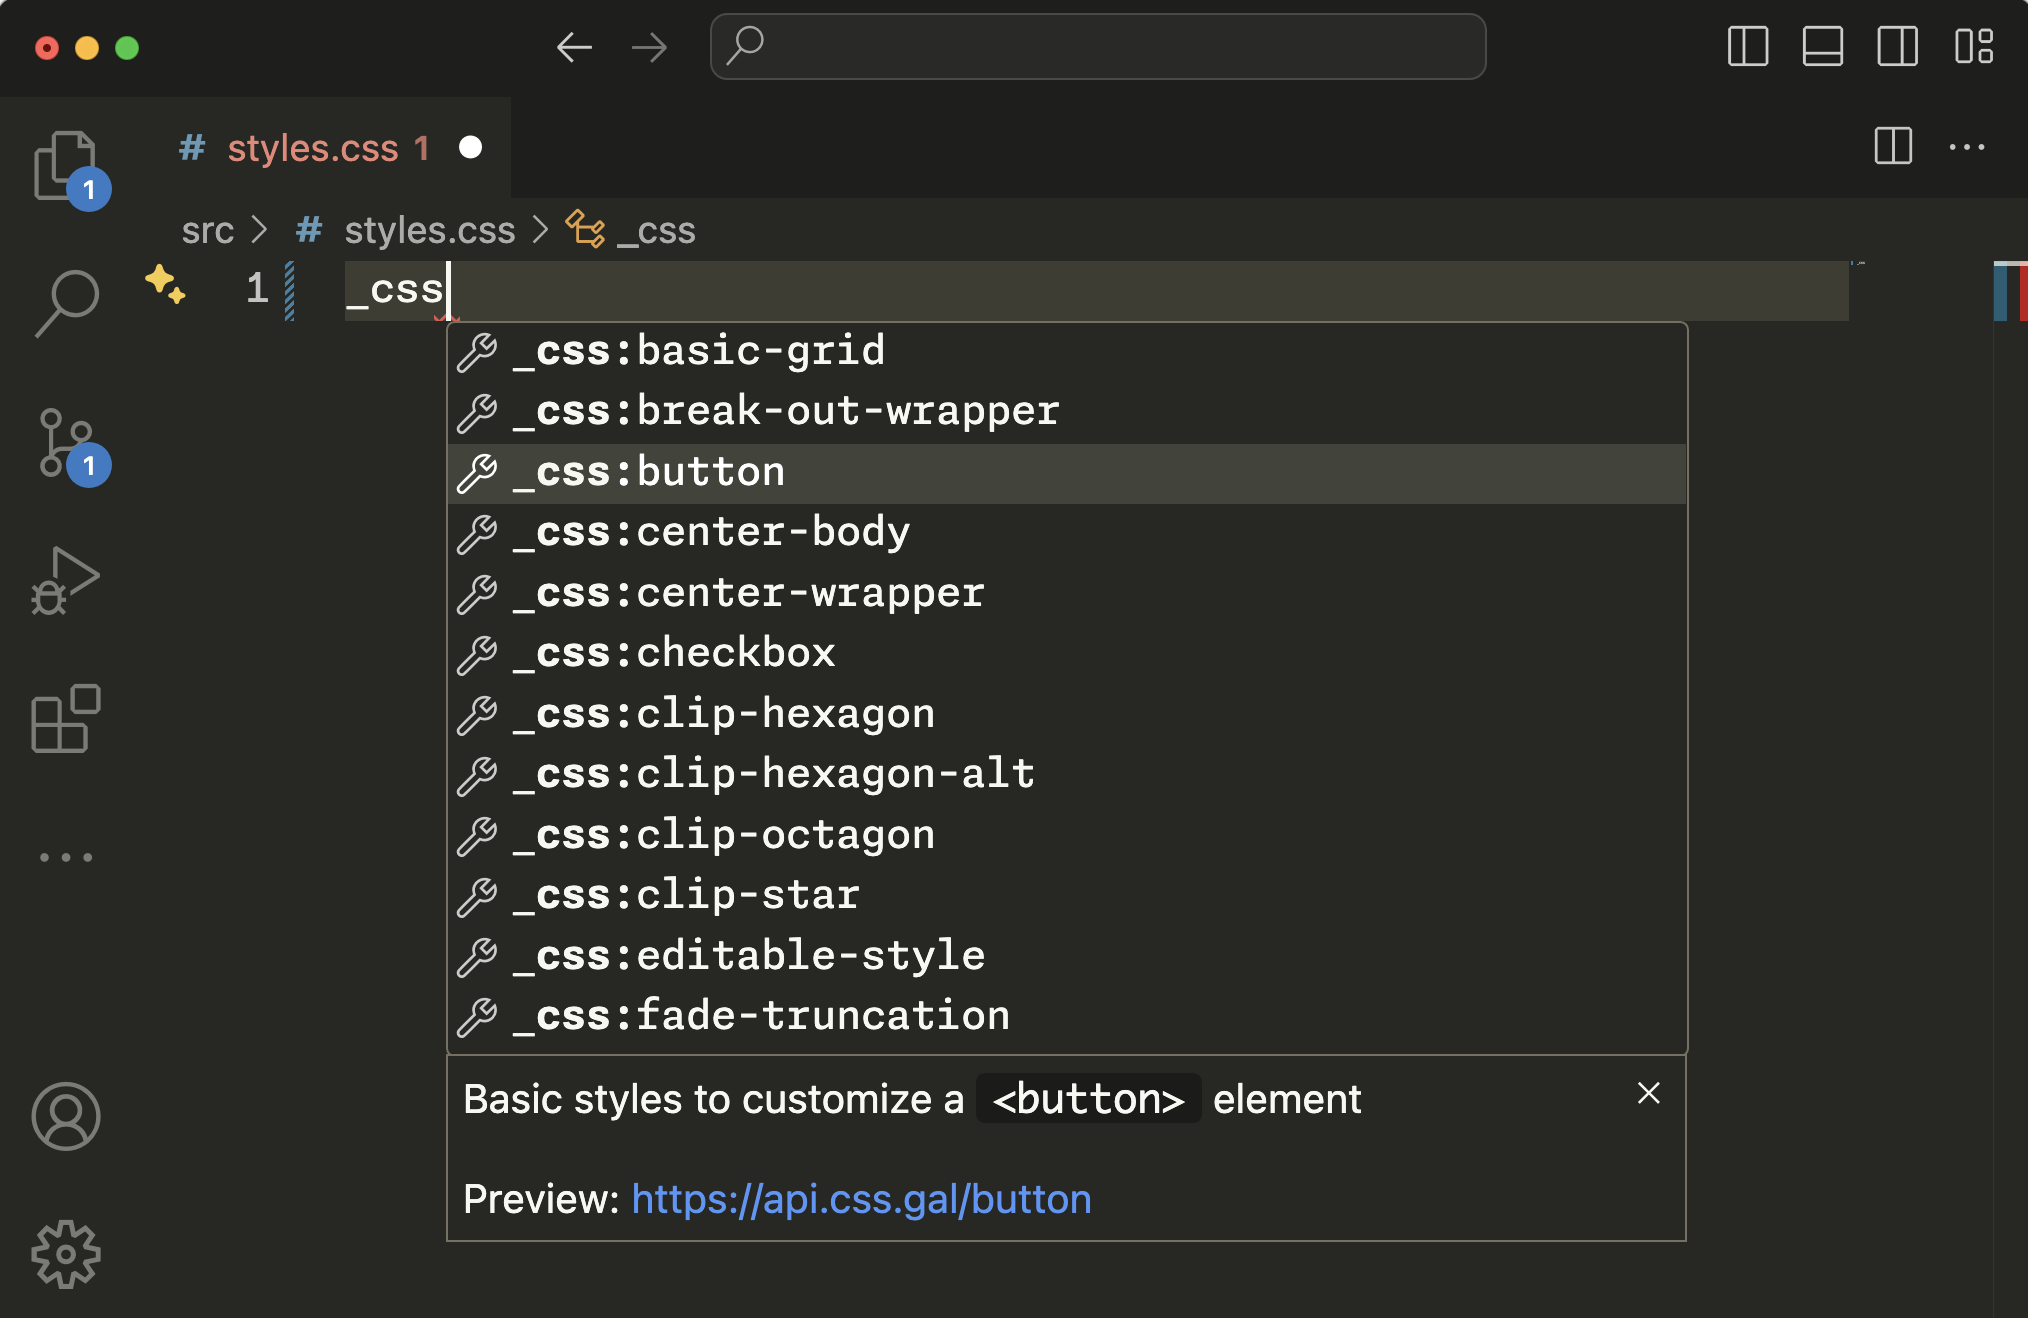 # styles.css 1
1
src > # styles.css > _css
1 _css
_css:basic-grid
_css:break-out-wrapper
1
_css:button
_css:center-body
_css:center-wrapper
_css:checkbox
_css:clip-hexagon
_css:clip-hexagon-alt
_css:clip-octagon
_css:clip-star
_css:editable-style
_css:fade-truncation
Basic styles to customize a <button> element
Preview: https://api.css.gal/button